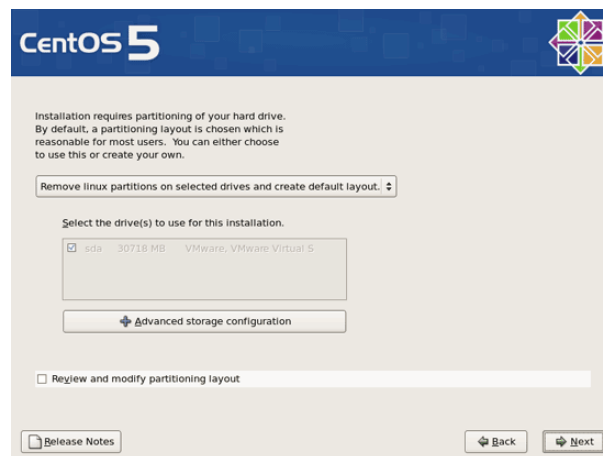 CentOS 5
Installation requires partitioning of your hard drive.
By default, a partitioning layout is chosen which is
reasonable for most users. You can either choose
to use this or create your own.
Remove linux partitions on selected drives and create default layout.
Select the drive(s) to use for this installation.
sda 30718 MB VMware, VMware Virtual S
Advanced storage configuration
Review and modify partitioning layout
Release Notes
Back
Next